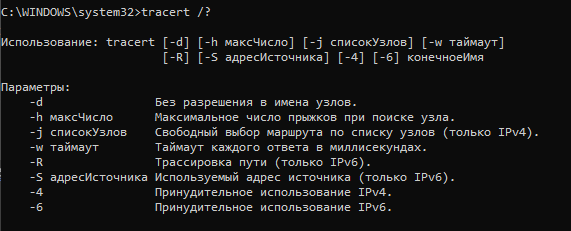 C:\WINDOWS\system32>tracert /?
Использование: tracert [-d] [-h максЧисло] [-j списокУзлов] [-w таймаут]
[-R] [-S адресИсточника] [-4] [-6] конечноеИмя
Параметры:
-d Без разрешения в имена узлов.
-h максЧисло Максимальное число прыжков при поиске узла.
-j списокУзлов Свободный выбор маршрута по списку узлов (только IPv4).
-w таймаут Таймаут каждого ответа в миллисекундах.
-R Трассировка пути (только IPv6).
-S адресИсточника Используемый адрес источника (только IPv6).
-4 Принудительное использование IPv4.
-6 Принудительное использование IPv6.